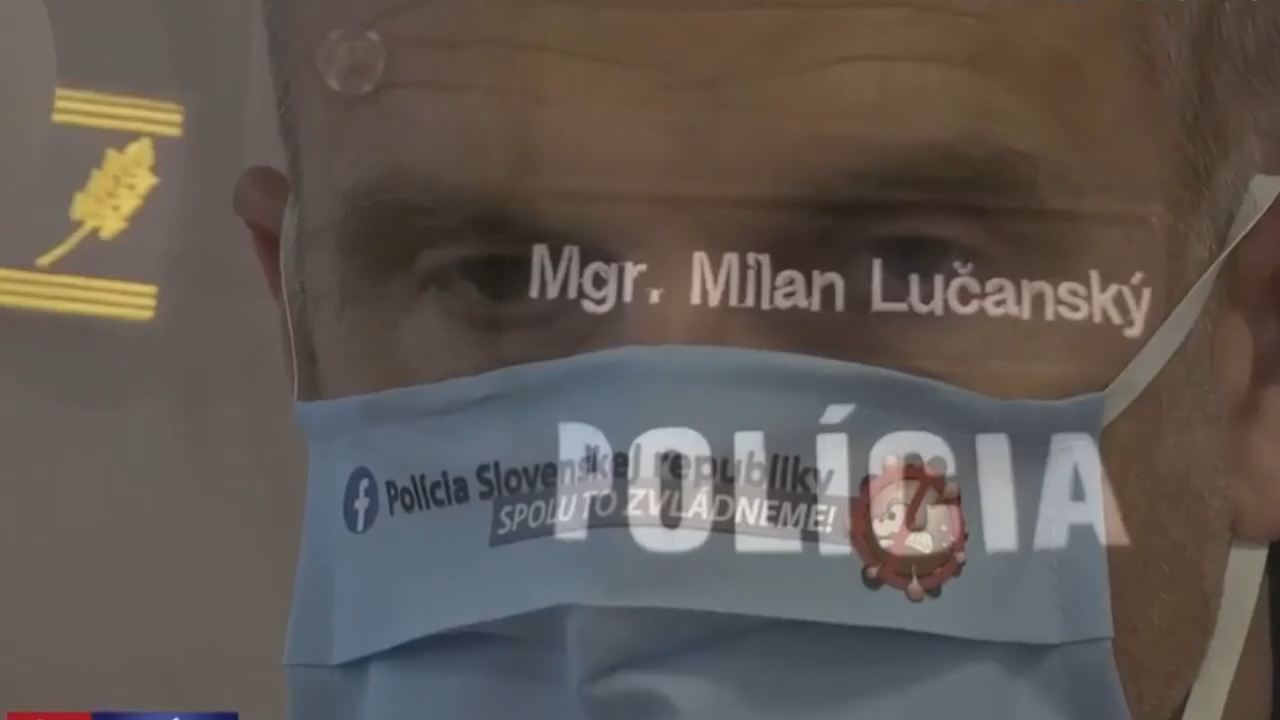 Mgr. Milan Lučanský
POLÍCIA
Polícia Slovenskej republiky
SPOLU TO ZVLÁDNEME!